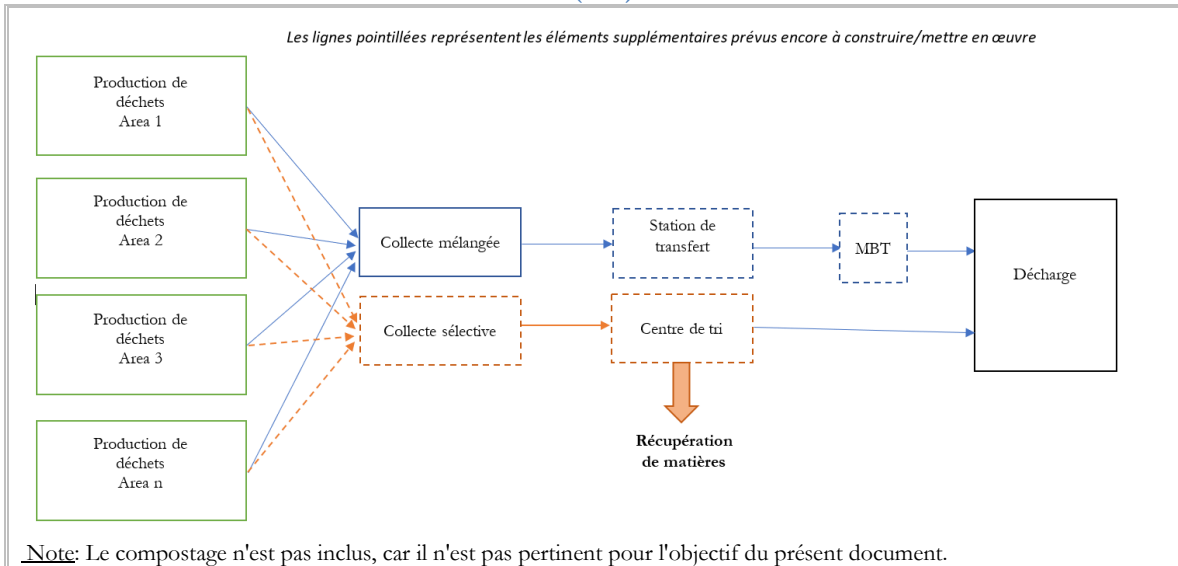 Les lignes pointillées représentent les éléments supplémentaires prévus encore à construire/mettre en œuvre
Production de
déchets
Area 1
Production de
déchets
Area 2
Production de
déchets
Area 3
Production de
déchets
Area n
Collecte mélangée
Station de
transfert
MBT
Décharge
Collecte sélective
Centre de tri
Récupération
de matières
Note: Le compostage n'est pas inclus, car il n'est pas pertinent pour l'objectif du présent document.